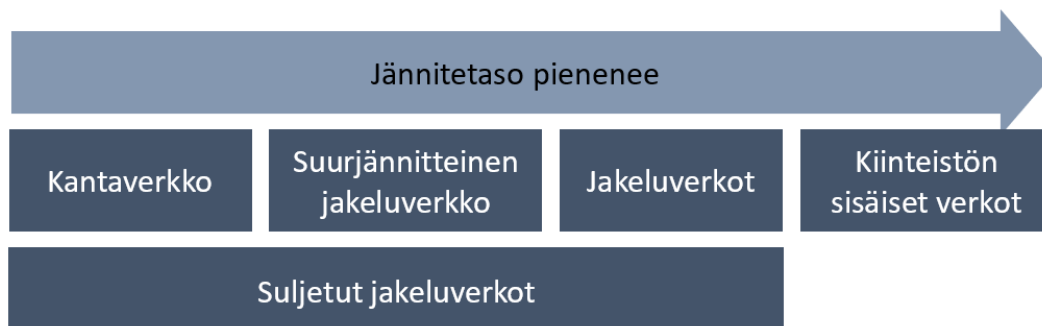 Jännitetaso pienenee
Kantaverkko
Suurjännitteinen
jakeluverkko
Jakeluverkot
Kiinteistön
sisäiset verkot
Suljetut jakeluverkot